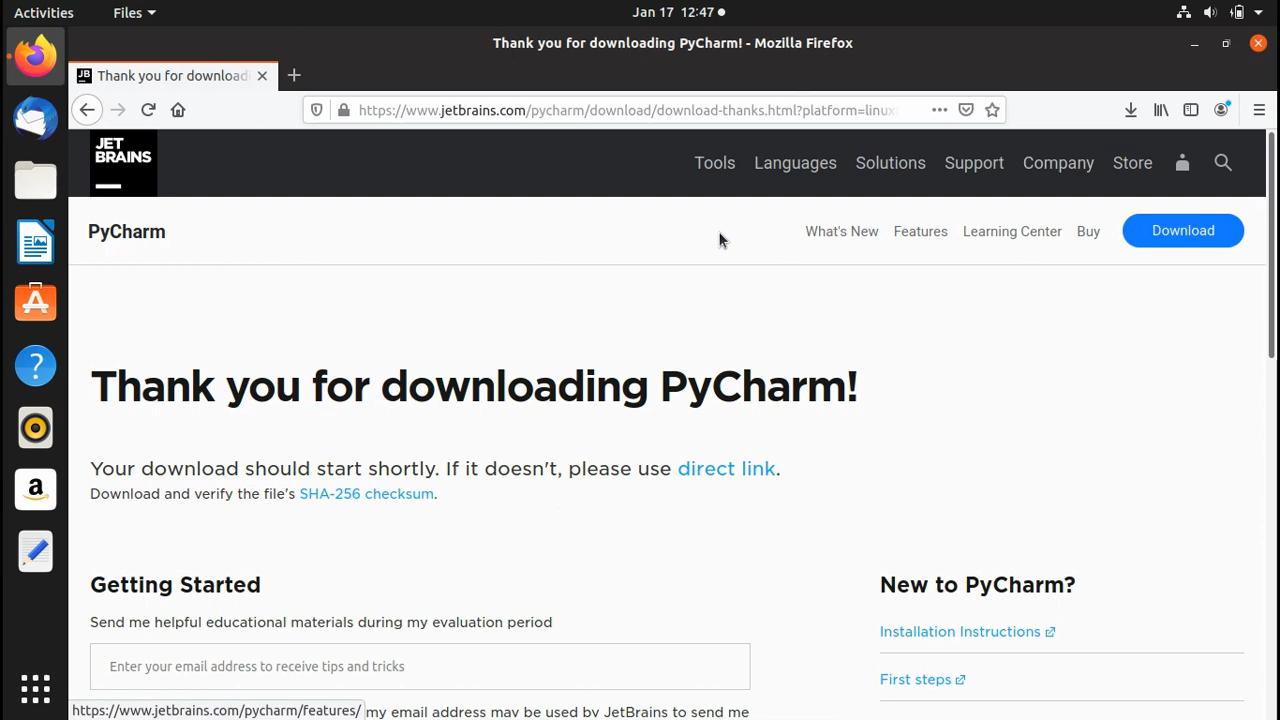 Activities
Files
Jan 17 12:47
Thank you for downloading PyCharm! - Mozilla Firefox
JB
Thank you for download
https://www.jetbrains.com/pycharm/download/download-thanks.html?platform=linux
JET
BRAINS
Tools
Languages
Solutions
Support
Company
Store
PyCharm
What's New
Features
Learning Center
Buy
Download
Thank you for downloading PyCharm!
Your download should start shortly. If it doesn't, please use direct link.
Download and verify the file's SHA-256 checksum.
Getting Started
New to PyCharm?
Send me helpful educational materials during my evaluation period
Installation Instructions
Enter your email address to receive tips and tricks
First steps
https://www.jetbrains.com/pycharm/features/
my email address may be used by JetBrains to send me